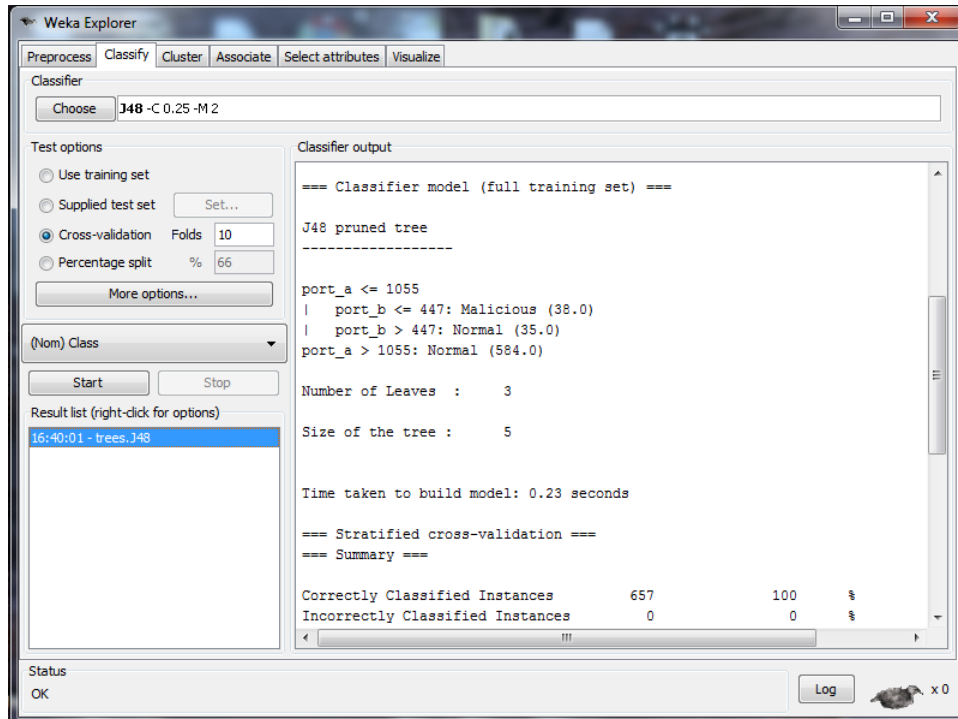 Weka Explorer
Preprocess Classify Cluster Associate Select attributes Visualize
Classifier
Choose J48 -C 0.25 -M 2
Test options
Use training set
Supplied test set Set...
Cross-validation Folds 10
Percentage split % 66
More options...
(Nom) Class
Start Stop
Result list (right-click for options)
16:40:01 - trees.J48
Classifier output
=== Classifier model (full training set) ===
J48 pruned tree
------------------
port_a <= 1055
|   port_b <= 447: Malicious (38.0)
|   port_b > 447: Normal (35.0)
port_a > 1055: Normal (584.0)
Number of Leaves  :     3
Size of the tree :      5
Time taken to build model: 0.23 seconds
=== Stratified cross-validation ===
=== Summary ===
Correctly Classified Instances         657              100      %
Incorrectly Classified Instances         0                0      %
Status
OK
Log x 0